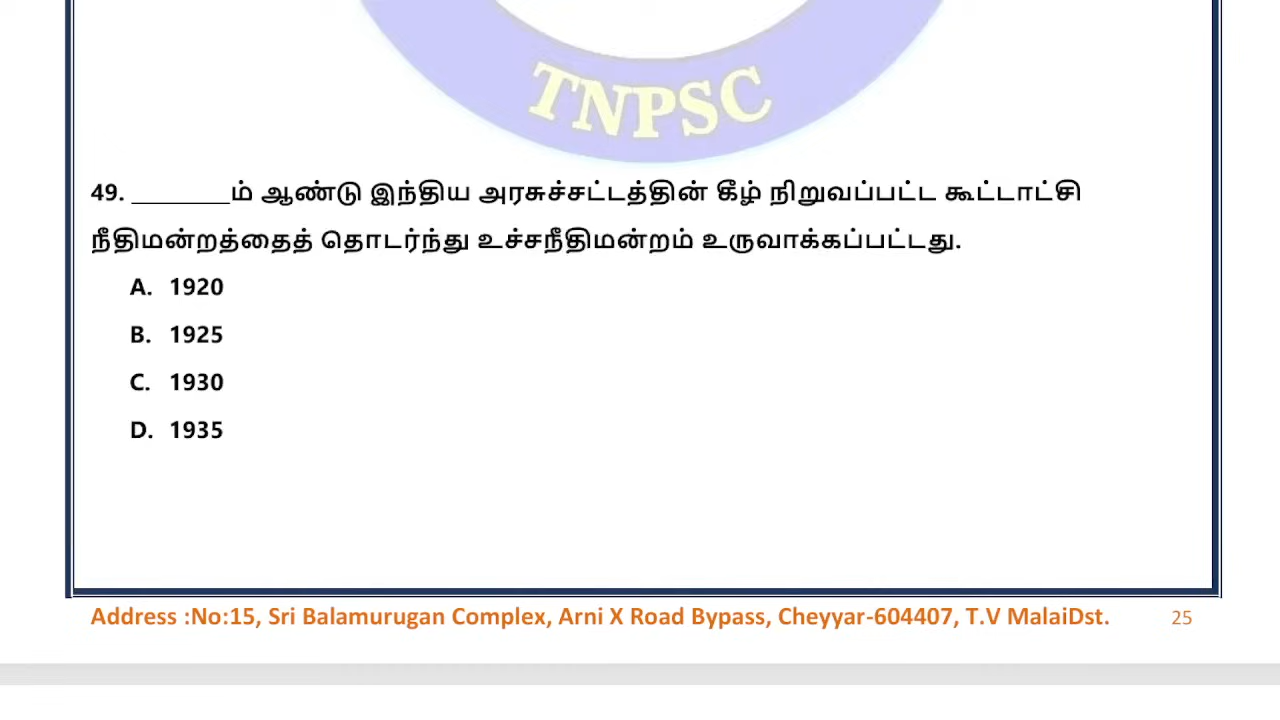 TNPSC
49. _________ம் ஆண்டு இந்திய அரசுச்சட்டத்தின் கீழ் நிறுவப்பட்ட கூட்டாட்சி
நீதிமன்றத்தைத் தொடர்ந்து உச்சநீதிமன்றம் உருவாக்கப்பட்டது.
A. 1920
B. 1925
C. 1930
D. 1935
Address :No:15, Sri Balamurugan Complex, Arni X Road Bypass, Cheyyar-604407, T.V MalaiDst. 25